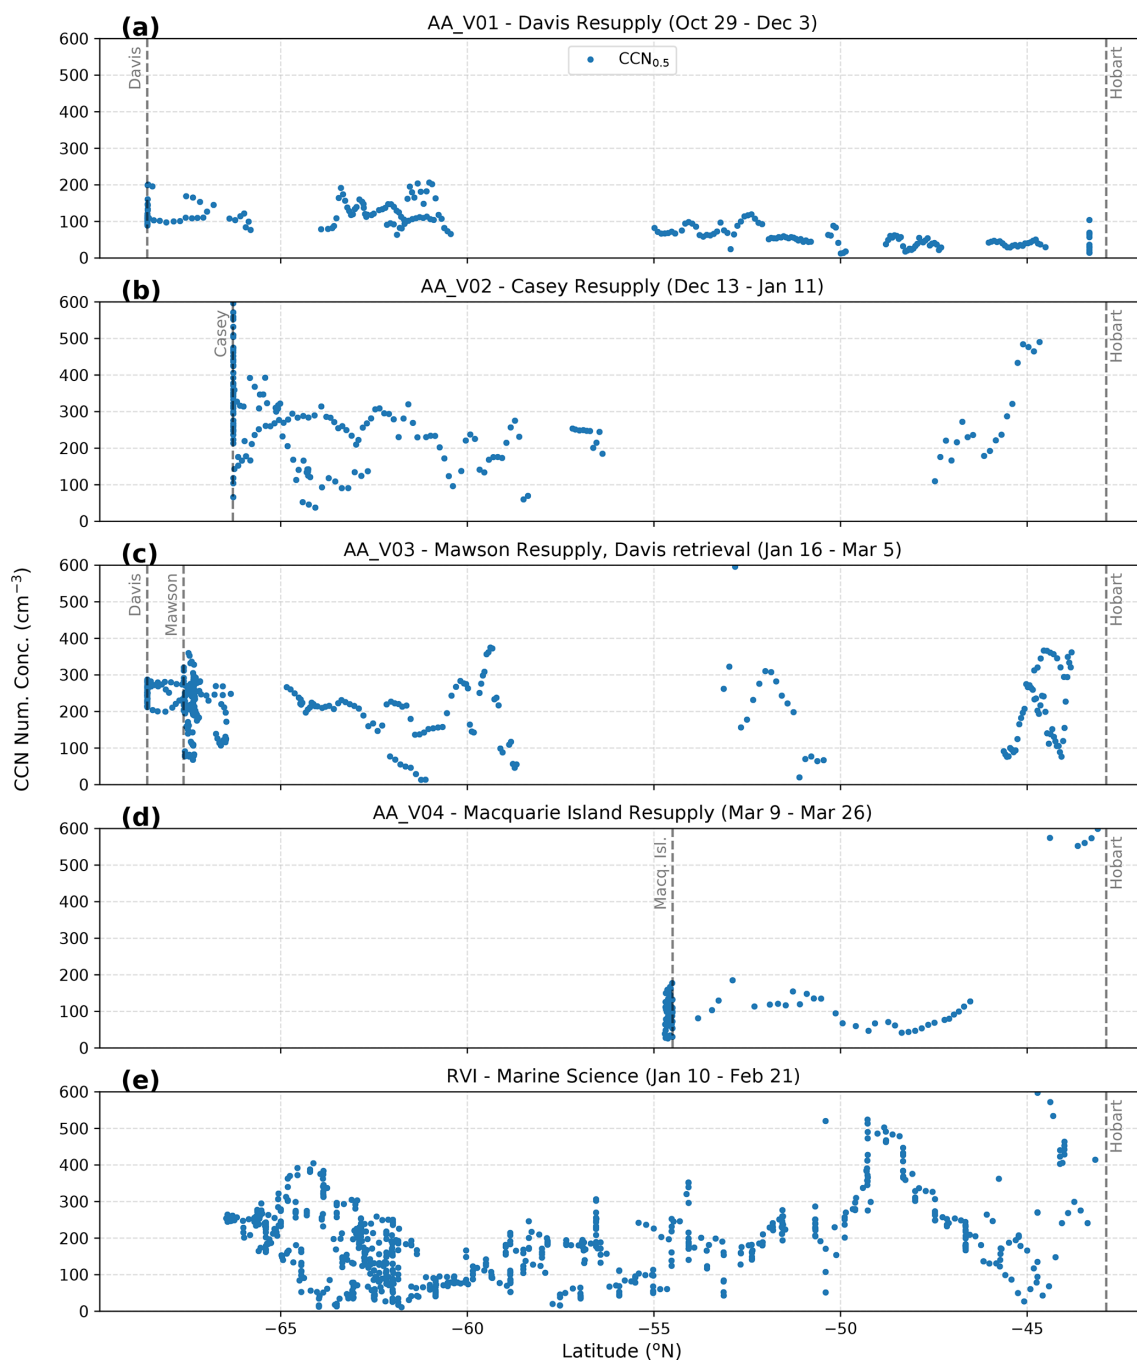 (a) AA_V01 - Davis Resupply (Oct 29 - Dec 3)
600
500
400
300
200
100
0
Davis
CCN0.5
Hobart
(b) AA_V02 - Casey Resupply (Dec 13 - Jan 11)
600
500
400
300
200
100
0
Casey
Hobart
(c) AA_V03 - Mawson Resupply, Davis retrieval (Jan 16 - Mar 5)
600
500
400
300
200
100
0
Davis
Mawson
Hobart
CCN Num. Conc. (cm−3)
(d) AA_V04 - Macquarie Island Resupply (Mar 9 - Mar 26)
600
500
400
300
200
100
0
Macq. Isl.
Hobart
(e) RVI - Marine Science (Jan 10 - Feb 21)
600
500
400
300
200
100
0
Hobart
−65 −60 −55 −50 −45
Latitude (oN)